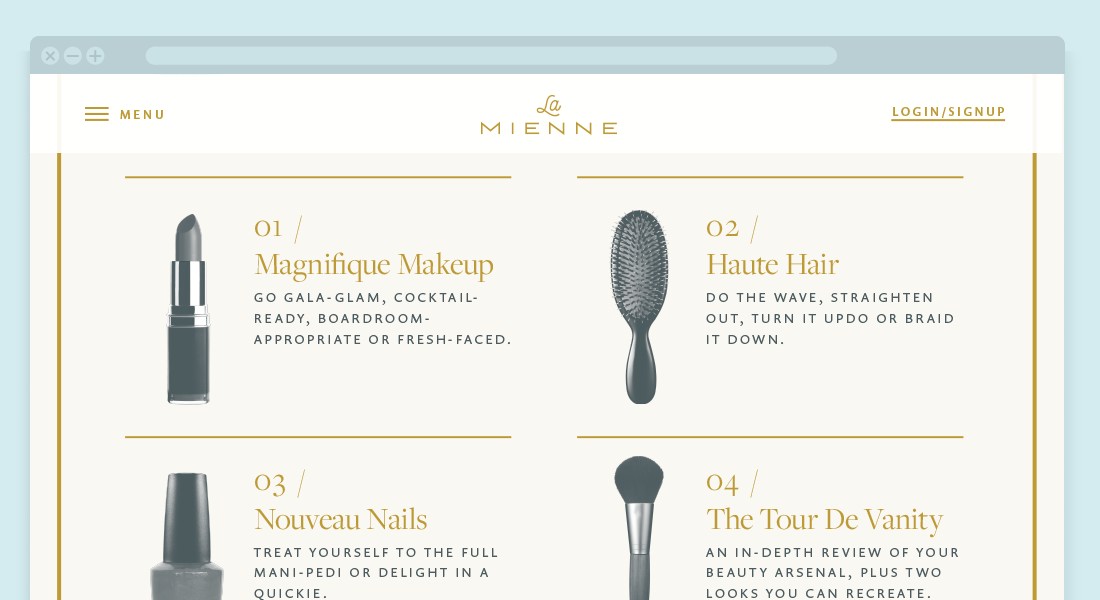 MENU
La
MIENNE
LOGIN/SIGNUP
01 /
Magnifique Makeup
GO GALA-GLAM, COCKTAIL-
READY, BOARDROOM-
APPROPRIATE OR FRESH-FACED.
02 /
Haute Hair
DO THE WAVE, STRAIGHTEN
OUT, TURN IT UPDO OR BRAID
IT DOWN.
03 /
Nouveau Nails
TREAT YOURSELF TO THE FULL
MANI-PEDI OR DELIGHT IN A
QUICKIE.
04 /
The Tour De Vanity
AN IN-DEPTH REVIEW OF YOUR
BEAUTY ARSENAL, PLUS TWO
LOOKS YOU CAN RECREATE.